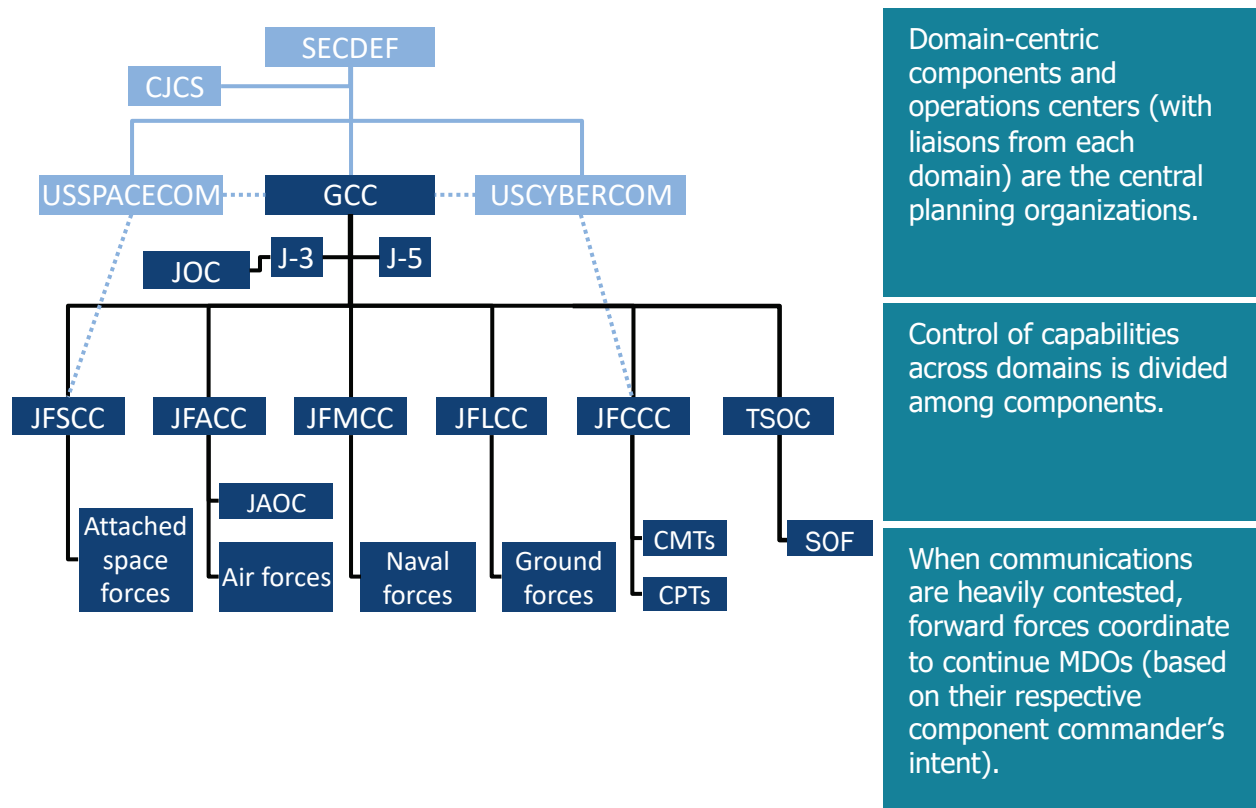 SECDEF
CJCS
USSPACECOM
GCC
USCYBERCOM
JOC
J-3
J-5
JFSCC
JFACC
JFMCC
JFLCC
JFCCC
TSOC
JAOC
Attached
space
forces
Air forces
Naval
forces
Ground
forces
CMTs
CPTs
SOF
Domain-centric
components and
operations centers (with
liaisons from each
domain) are the central
planning organizations.
Control of capabilities
across domains is divided
among components.
When communications
are heavily contested,
forward forces coordinate
to continue MDOs (based
on their respective
component commander’s
intent).